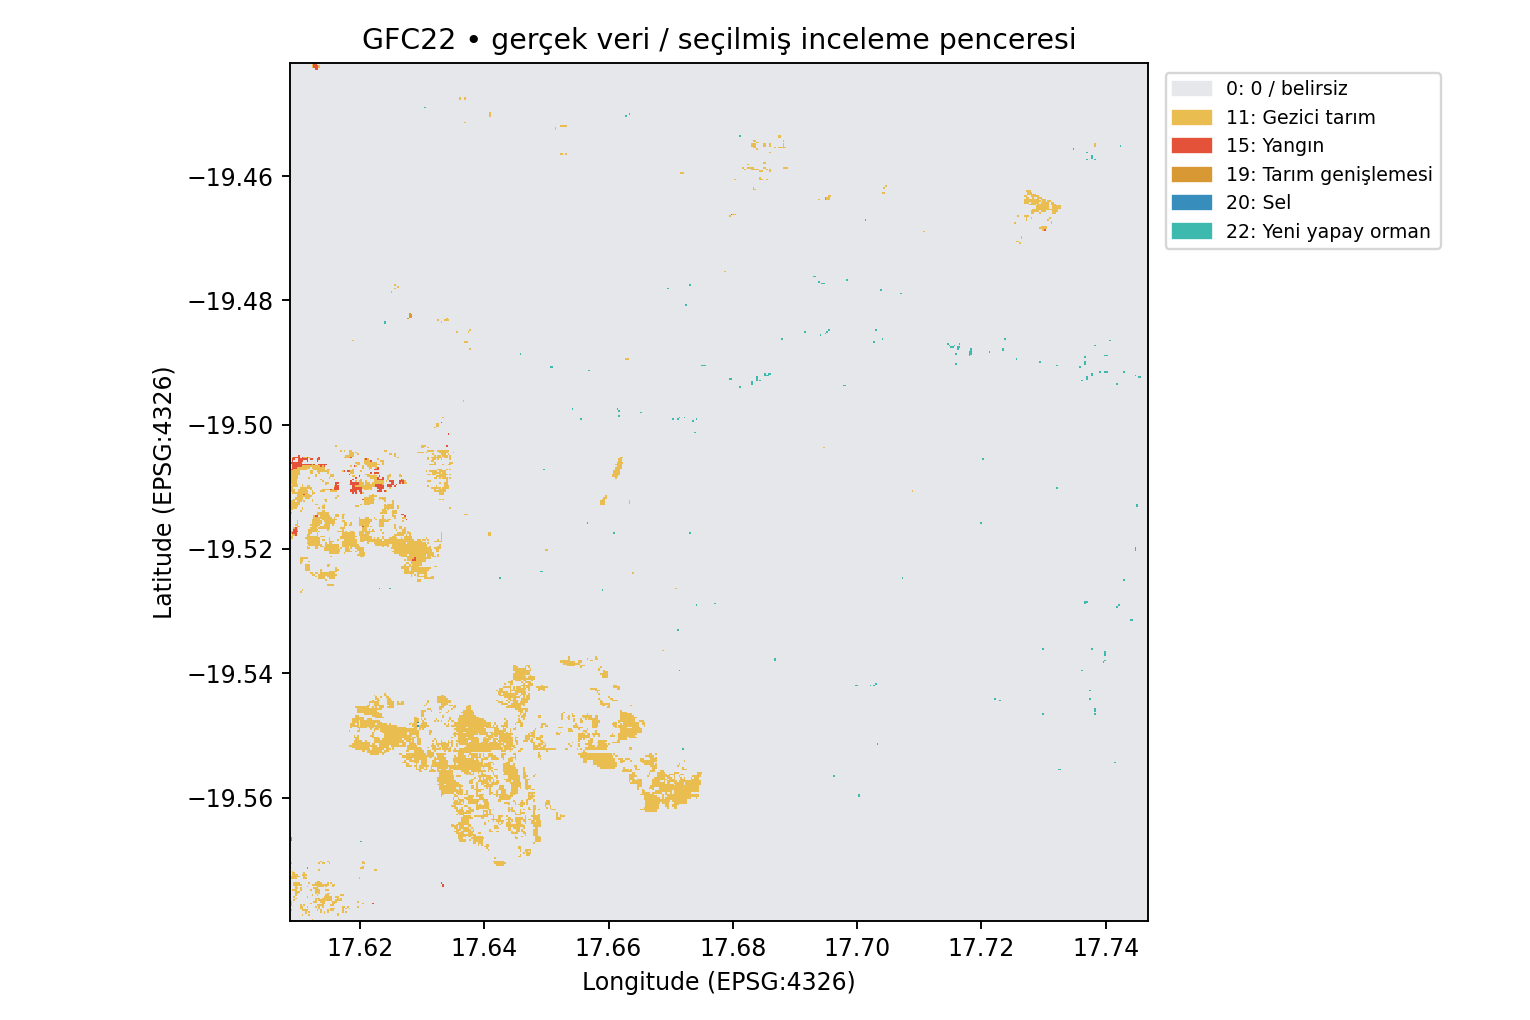 GFC22 • gerçek veri / seçilmiş inceleme penceresi
0: 0 / belirsiz
11: Gezici tarım
15: Yangın
19: Tarım genişlemesi
20: Sel
22: Yeni yapay orman
−19.46
−19.48
−19.50
−19.52
−19.54
−19.56
Latitude (EPSG:4326)
17.62 17.64 17.66 17.68 17.70 17.72 17.74
Longitude (EPSG:4326)